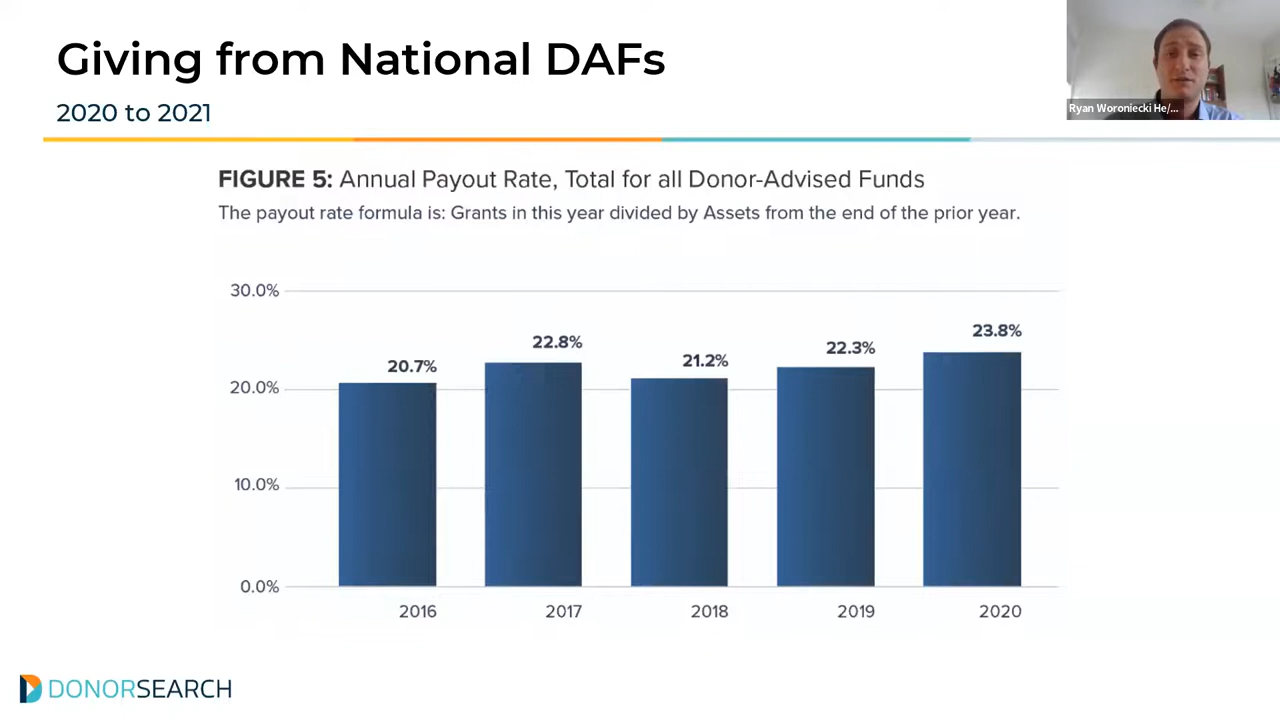 Giving from National DAFs
2020 to 2021
Ryan Woroniecki He/...
FIGURE 5: Annual Payout Rate, Total for all Donor-Advised Funds
The payout rate formula is: Grants in this year divided by Assets from the end of the prior year.
30.0%
20.0%
10.0%
0.0%
20.7%
22.8%
21.2%
22.3%
23.8%
2016
2017
2018
2019
2020
DONORSEARCH